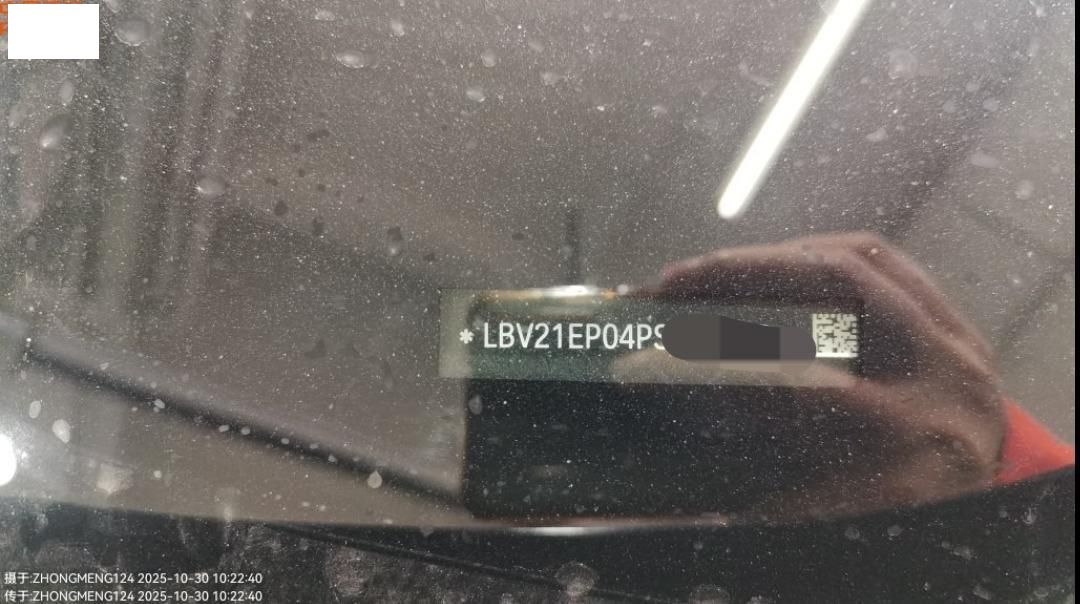 * LBV21EP04PS
摄于:ZHONGMENG124 2025-10-30 10:22:40
传于:ZHONGMENG124 2025-10-30 10:22:40